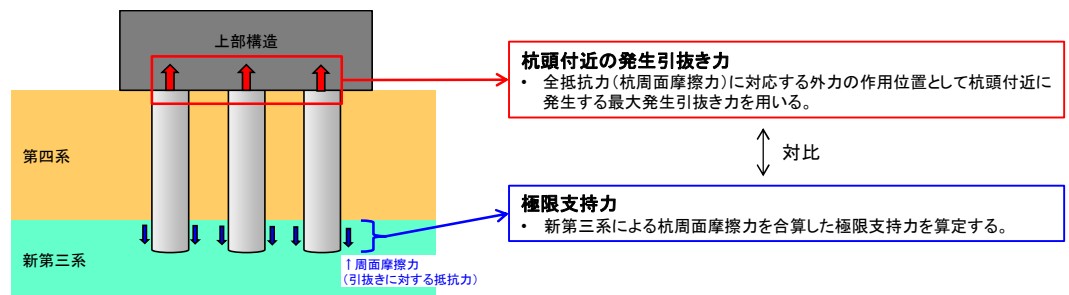 上部構造
第四系
新第三系
↑周面摩擦力
(引抜きに対する抵抗力)
杭頭付近の発生引抜き力
• 全抵抗力(杭周面摩擦力)に対応する外力の作用位置として杭頭付近に
発生する最大発生引抜き力を用いる。
対比
極限支持力
• 新第三系による杭周面摩擦力を合算した極限支持力を算定する。